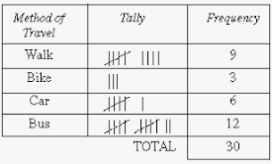 Method of Travel Tally Frequency
Walk 9
Bike 3
Car 6
Bus 12
TOTAL 30